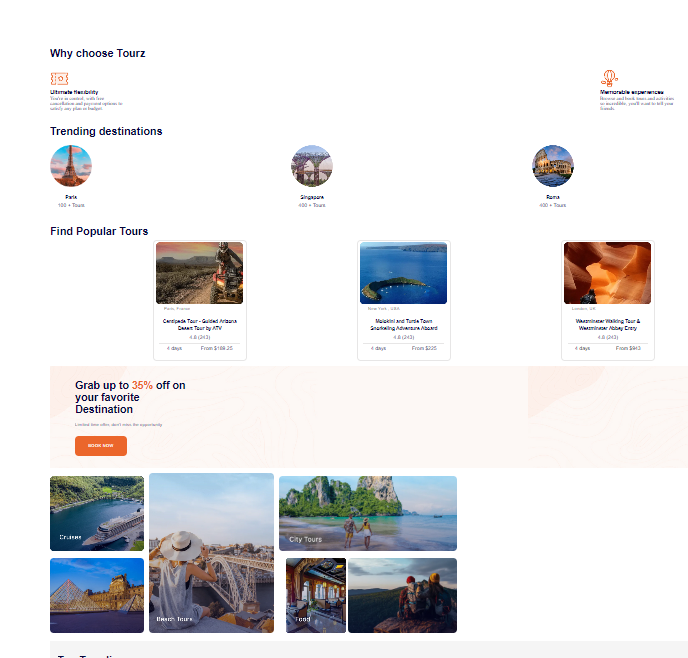 Why choose Tourz
Ultimate flexibility
You're in control, with free
cancellation and payment options to
satisfy any plan or budget
Memorable experiences
Browse and book tours and activities
so incredible, you'll want to tell your
friends
Trending destinations
Paris
100 + Tours
Singapore
400 + Tours
Roma
400 + Tours
Find Popular Tours
Paris, France
Centipede Tour - Guided Arizona
Desert Tour by ATV
4.8 (243)
4 days From $189.25
New York - USA
Molokini and Turtle Town
Snorkeling Adventure Aboard
4.8 (243)
4 days From $225
London, UK
Westminster Walking Tour &
Westminster Abbey Entry
4.8 (243)
4 days From $943
Grab up to 35% off on
your favorite
Destination
Limited time offer, don't miss the opportunity
BOOK NOW
Cruises
City Tours
Beach Tours
Food